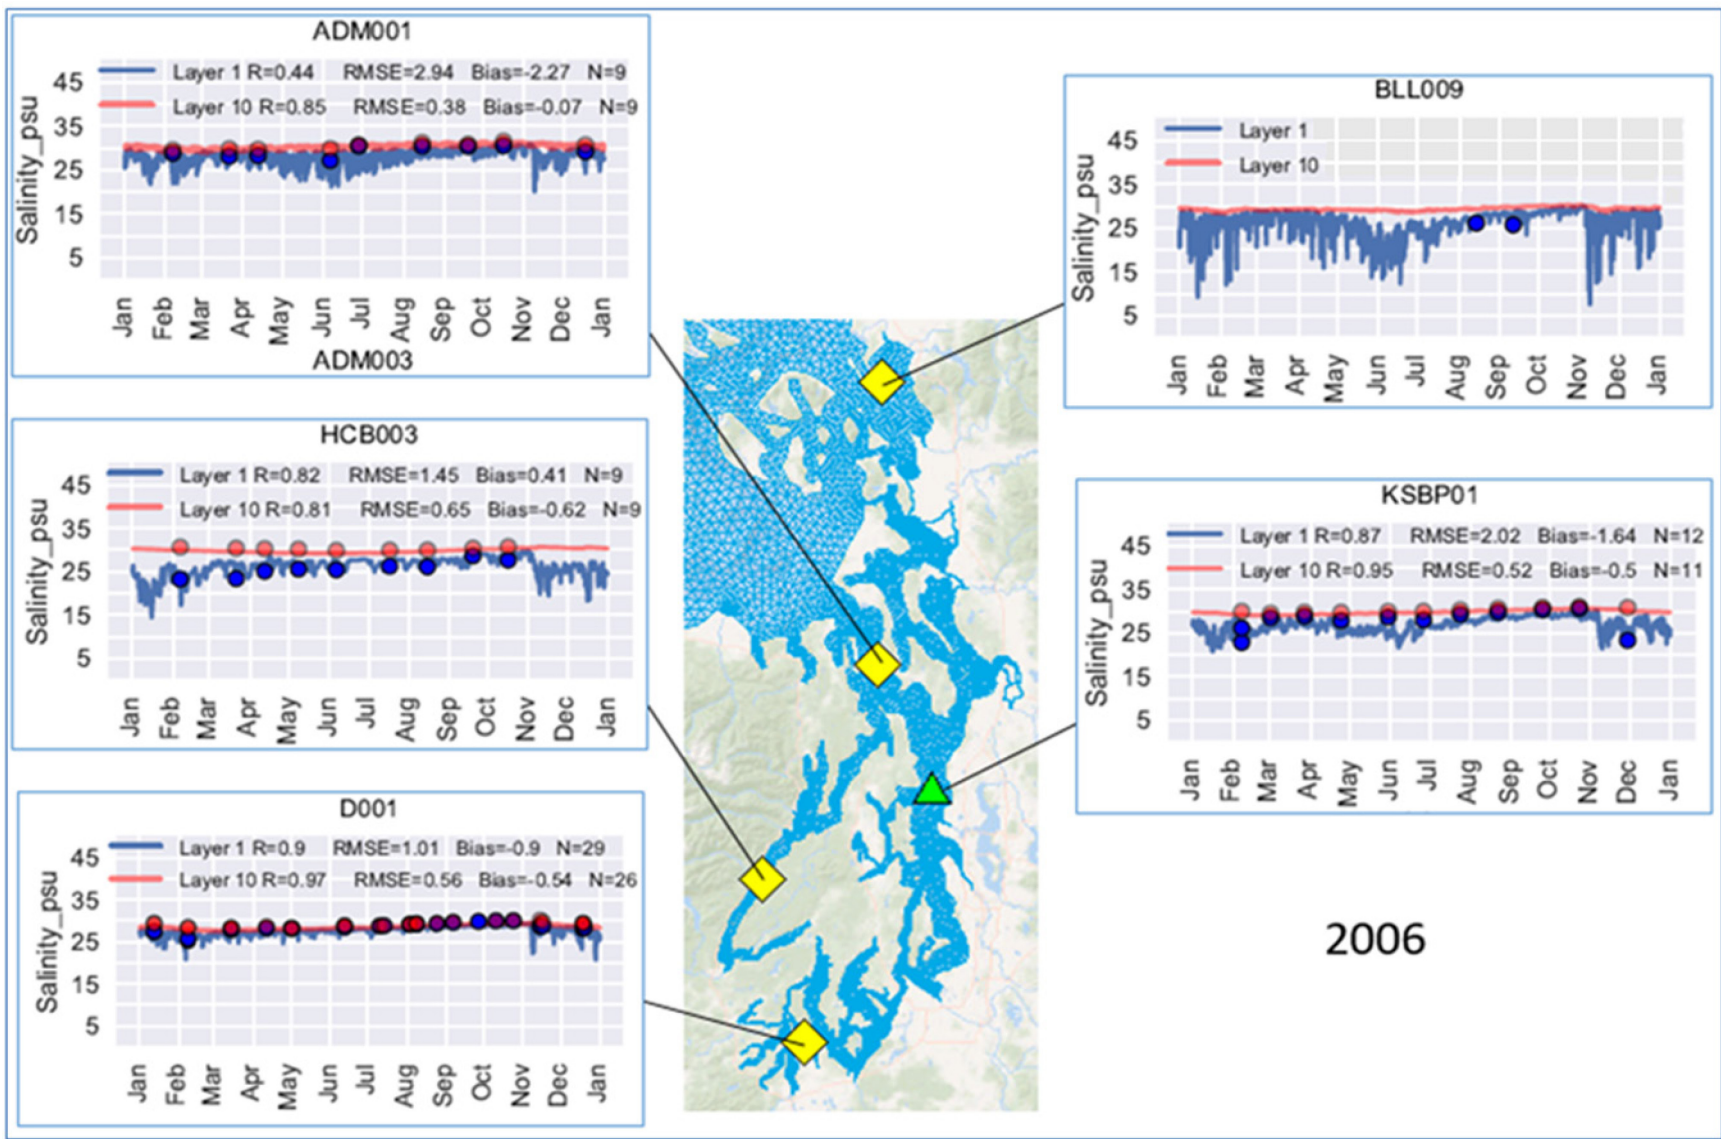 ADM001
Layer 1 R=0.44 RMSE=2.94 Bias=-2.27 N=9
Layer 10 R=0.85 RMSE=0.38 Bias=-0.07 N=9
Salinity_psu
45
35
25
15
5
Jan Feb Mar Apr May Jun Jul Aug Sep Oct Nov Dec Jan
ADM003
BLL009
Layer 1
Layer 10
Salinity_psu
45
35
25
15
5
Jan Feb Mar Apr May Jun Jul Aug Sep Oct Nov Dec Jan
HCB003
Layer 1 R=0.82 RMSE=1.45 Bias=0.41 N=9
Layer 10 R=0.81 RMSE=0.65 Bias=-0.62 N=9
Salinity_psu
45
35
25
15
5
Jan Feb Mar Apr May Jun Jul Aug Sep Oct Nov Dec Jan
KSBP01
Layer 1 R=0.87 RMSE=2.02 Bias=-1.64 N=12
Layer 10 R=0.95 RMSE=0.52 Bias=-0.5 N=11
Salinity_psu
45
35
25
15
5
Jan Feb Mar Apr May Jun Jul Aug Sep Oct Nov Dec Jan
D001
Layer 1 R=0.9 RMSE=1.01 Bias=-0.9 N=29
Layer 10 R=0.97 RMSE=0.56 Bias=-0.54 N=26
Salinity_psu
45
35
25
15
5
Jan Feb Mar Apr May Jun Jul Aug Sep Oct Nov Dec Jan
2006